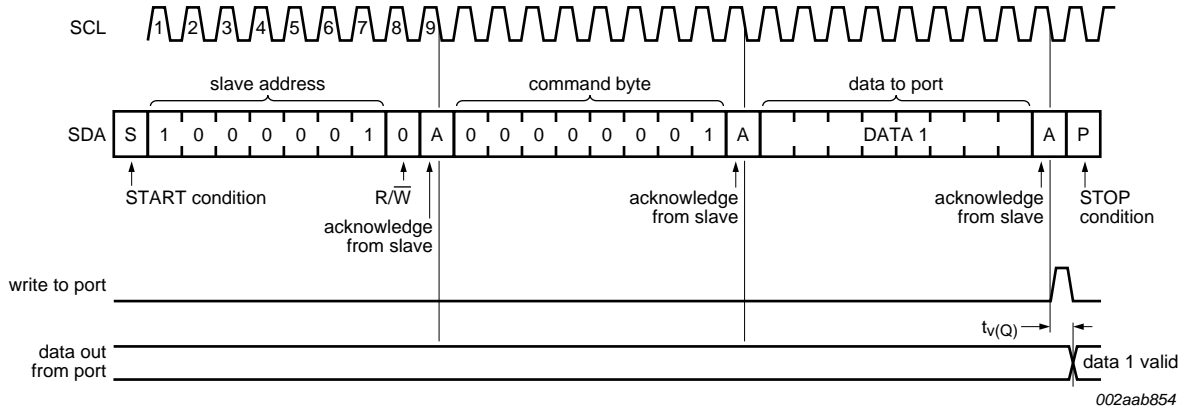 SCL 1 2 3 4 5 6 7 8 9
slave address command byte data to port
SDA S 1 0 0 0 0 0 1 0 A 0 0 0 0 0 0 0 1 A DATA 1 A P
START condition R/W̅ acknowledge from slave acknowledge from slave acknowledge from slave STOP condition
write to port
tv(Q)
data out from port
data 1 valid
002aab854